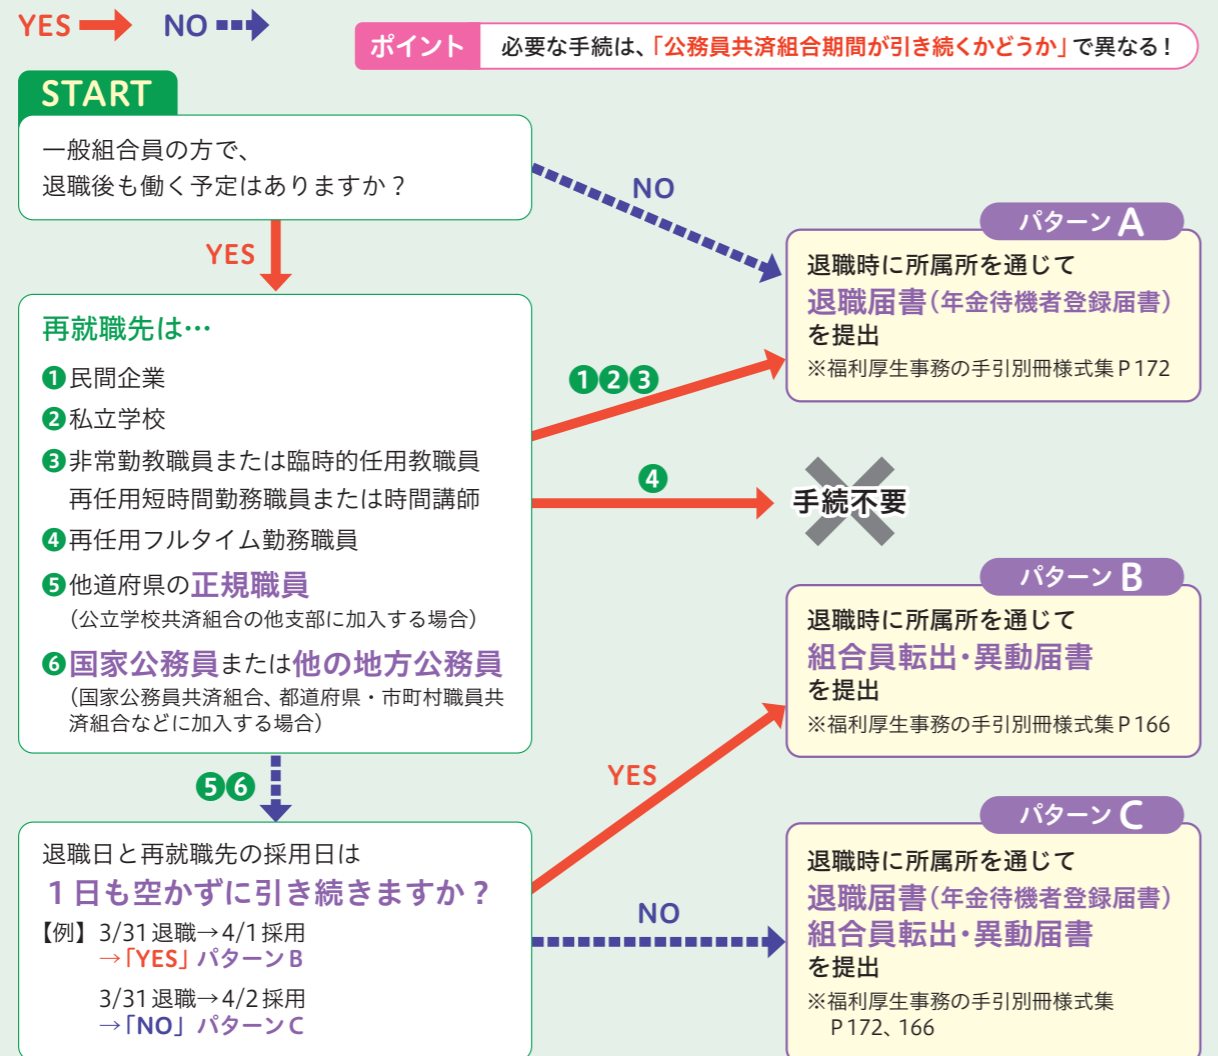 YES → NO
ポイント 必要な手続は、「公務員共済組合期間が引き続くかどうか」で異なる！
START
一般組合員の方で、
退職後も働く予定はありますか？
NO
YES
再就職先は…
❶民間企業
❷私立学校
❸非常勤教職員または臨時的任用教職員
再任用短時間勤務職員または時間講師
❹再任用フルタイム勤務職員
❺他道府県の正規職員
（公立学校共済組合の他支部に加入する場合）
❻国家公務員または他の地方公務員
（国家公務員共済組合、都道府県・市町村職員共
済組合などに加入する場合）
❶❷❸
❹
❺❻
パターン A
退職時に所属所を通じて
退職届書（年金待機者登録届書）
を提出
※福利厚生事務の手引別冊様式集P172
手続不要
退職日と再就職先の採用日は
１日も空かずに引き続きますか？
【例】3/31退職→4/1採用
→「YES」パターンB
3/31退職→4/2採用
→「NO」パターンC
YES
NO
パターン B
退職時に所属所を通じて
組合員転出・異動届書
を提出
※福利厚生事務の手引別冊様式集P166
パターン C
退職時に所属所を通じて
退職届書（年金待機者登録届書）
組合員転出・異動届書
を提出
※福利厚生事務の手引別冊様式集
P172、166